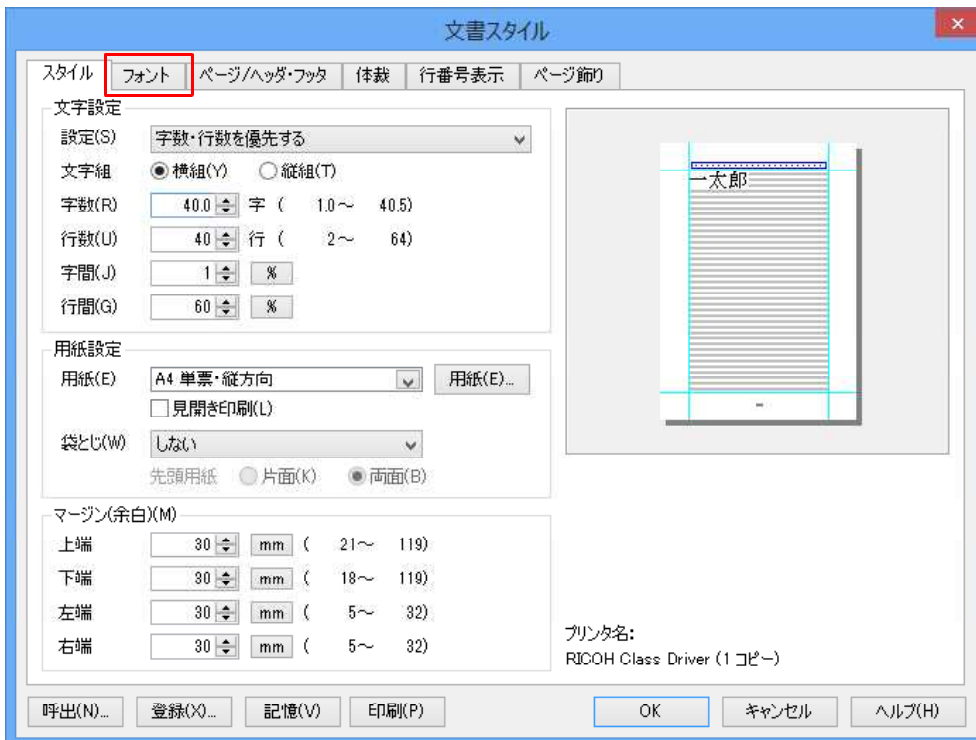 文書スタイル
スタイル フォント ページ/ヘッダ・フッタ 体裁 行番号表示 ページ飾り
文字設定
設定(S) 字数・行数を優先する
文字組 横組(Y) 縦組(T)
字数(R) 40.0 字 ( 1.0～ 40.5)
行数(U) 40 行 ( 2～ 64)
字間(J) 1 %
行間(G) 60 %
一太郎
用紙設定
用紙(E) A4 単票・縦方向 用紙(E)...
見開き印刷(L)
袋とじ(W) しない
先頭用紙 片面(K) 両面(B)
マージン(余白)(M)
上端 30 mm ( 21～ 119)
下端 30 mm ( 18～ 119)
左端 30 mm ( 5～ 32)
右端 30 mm ( 5～ 32)
プリンタ名:
RICOH Class Driver (1 コピー)
呼出(N)... 登録(X)... 記憶(V) 印刷(P) OK キャンセル ヘルプ(H)